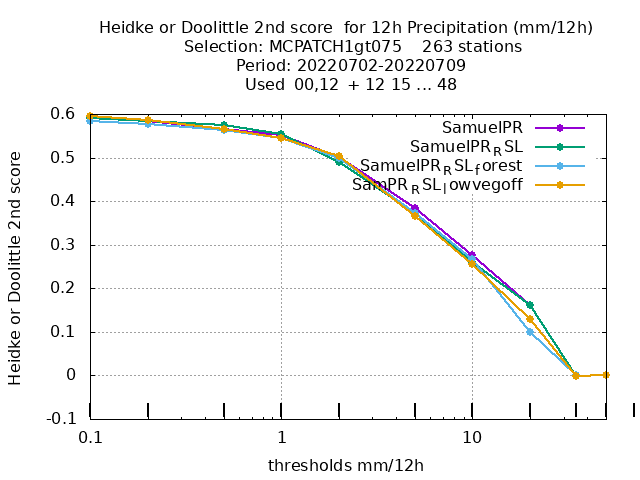 Heidke or Doolittle 2nd score  for 12h Precipitation (mm/12h)
Selection: MCPATCH1gt075    263 stations
Period: 20220702-20220709
Used  00,12  + 12 15 ... 48
Heidke or Doolittle 2nd score
0.6
0.5
0.4
0.3
0.2
0.1
0
-0.1
SamuelPR
SamuelPR_RSL
SamuelPR_RSL_forest
SamPR_RSL_lowvegoff
0.1
1
10
thresholds mm/12h